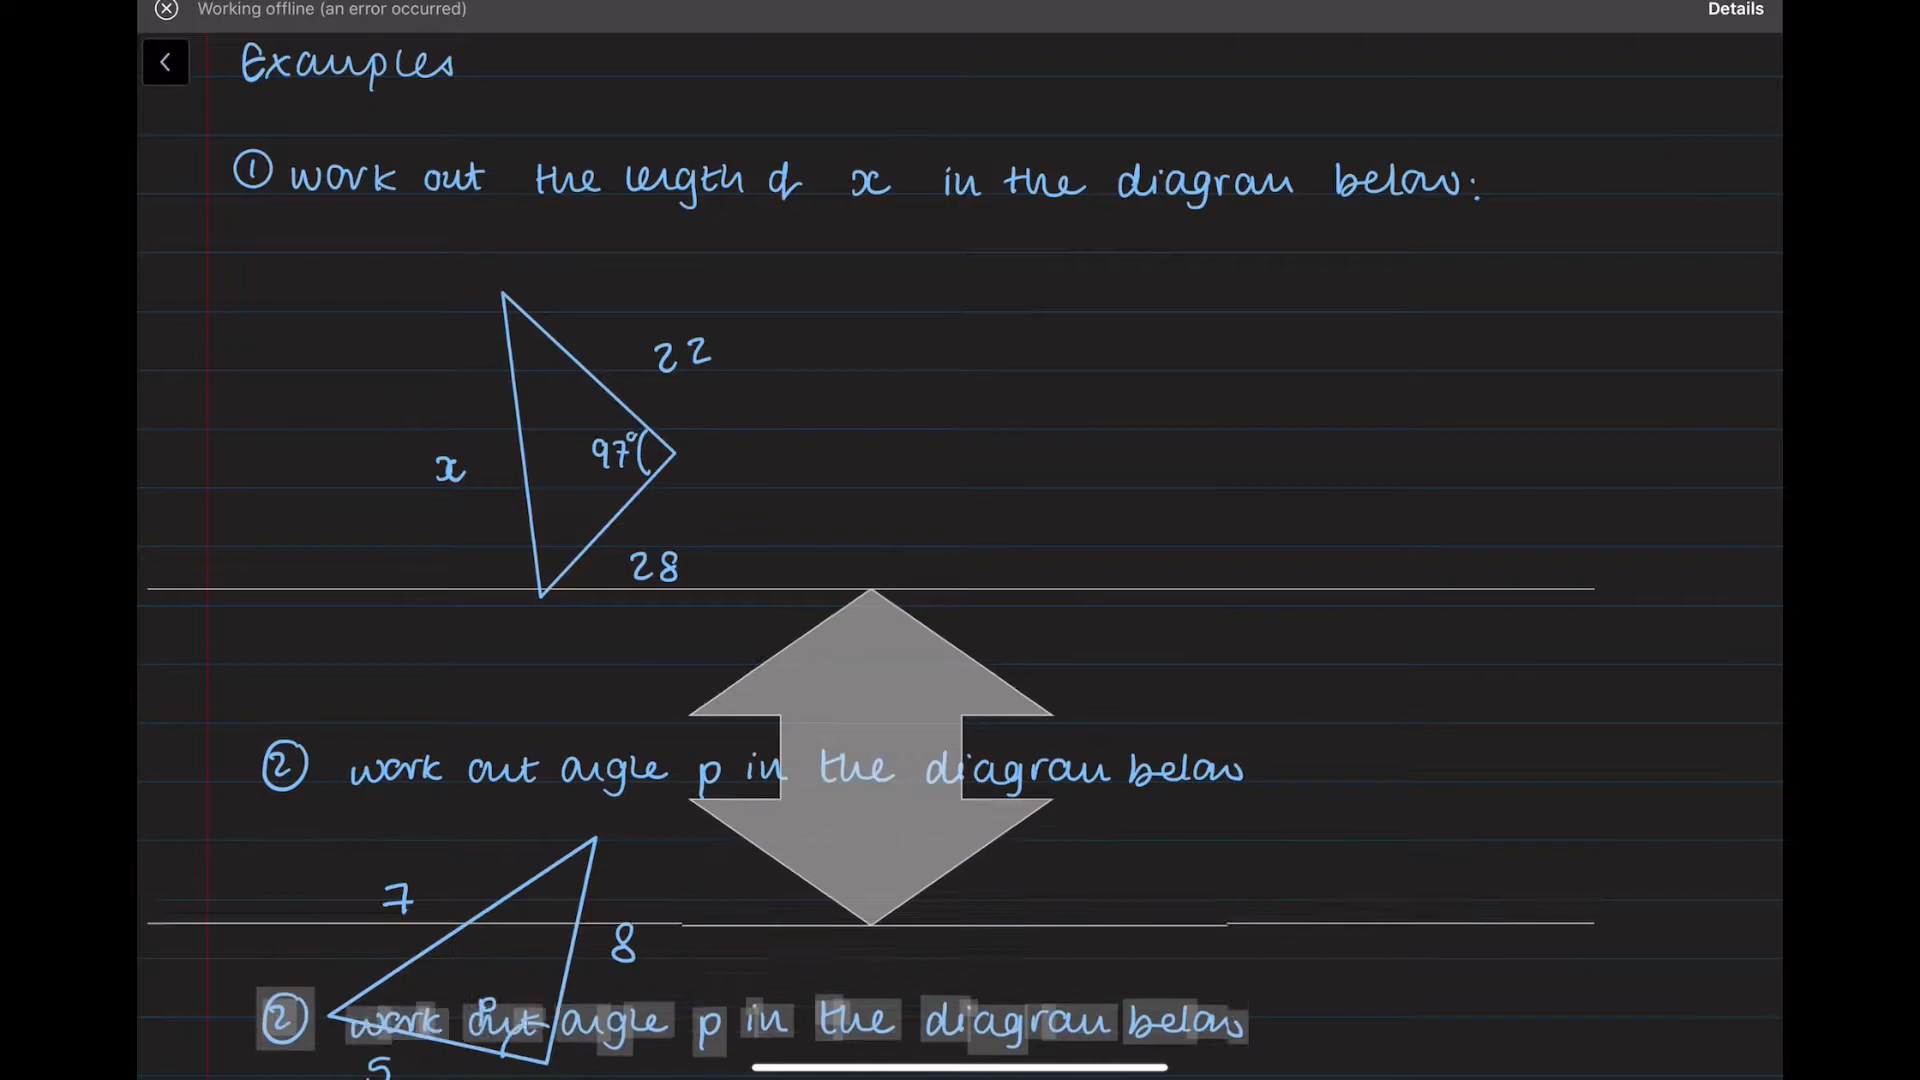 Working offline (an error occurred)
Details
Examples
① work out the length of x in the diagram below:
22
97°
x
28
② work out angle p in the diagram below
7
8
② work out angle p in the diagram below
p
5